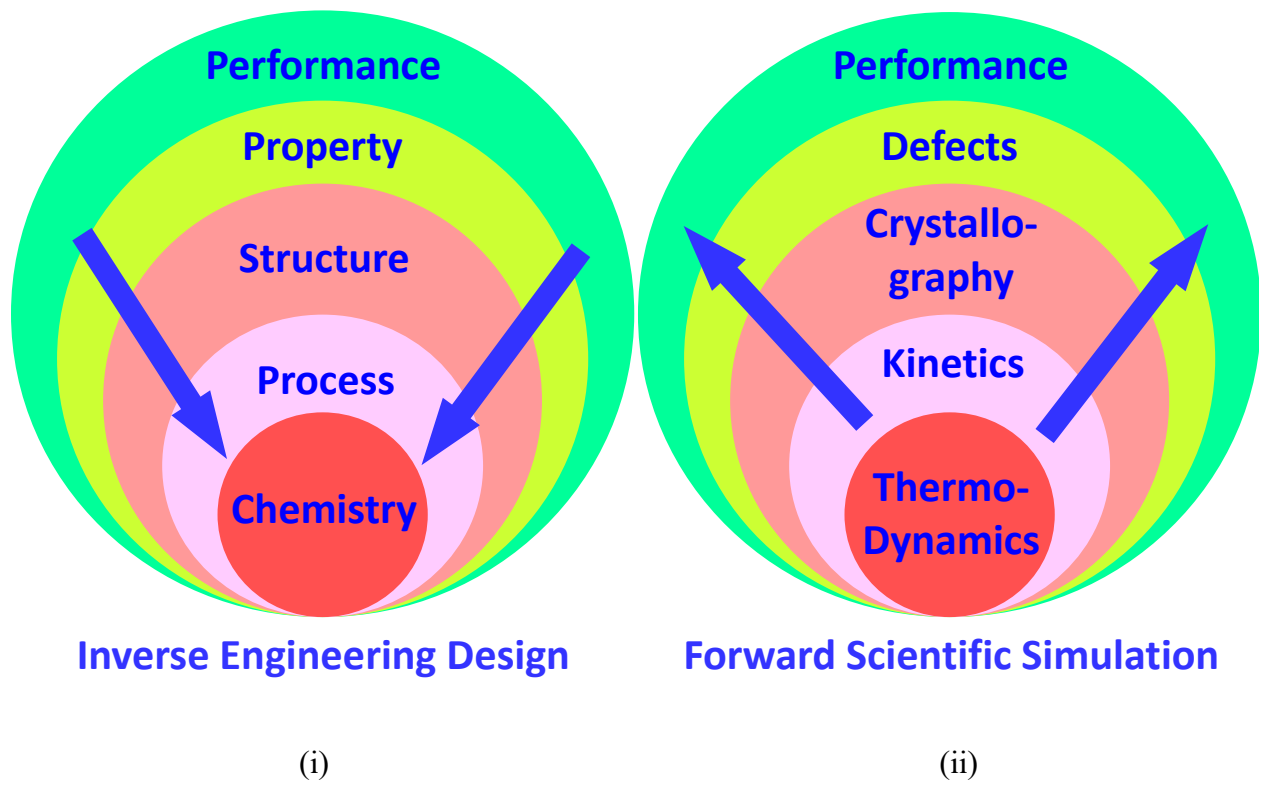 Performance
Property
Structure
Process
Chemistry
Inverse Engineering Design
(i)
Performance
Defects
Crystallo-
graphy
Kinetics
Thermo-
Dynamics
Forward Scientific Simulation
(ii)